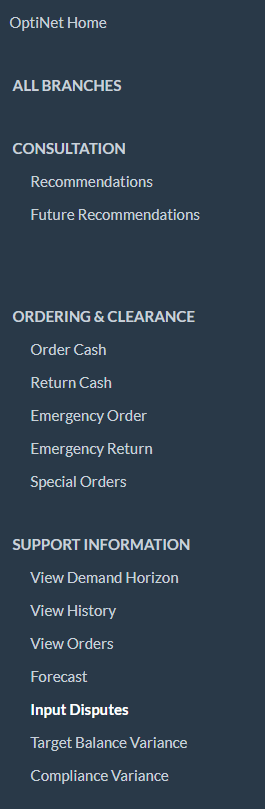 OptiNet Home
ALL BRANCHES
CONSULTATION
Recommendations
Future Recommendations
ORDERING & CLEARANCE
Order Cash
Return Cash
Emergency Order
Emergency Return
Special Orders
SUPPORT INFORMATION
View Demand Horizon
View History
View Orders
Forecast
Input Disputes
Target Balance Variance
Compliance Variance